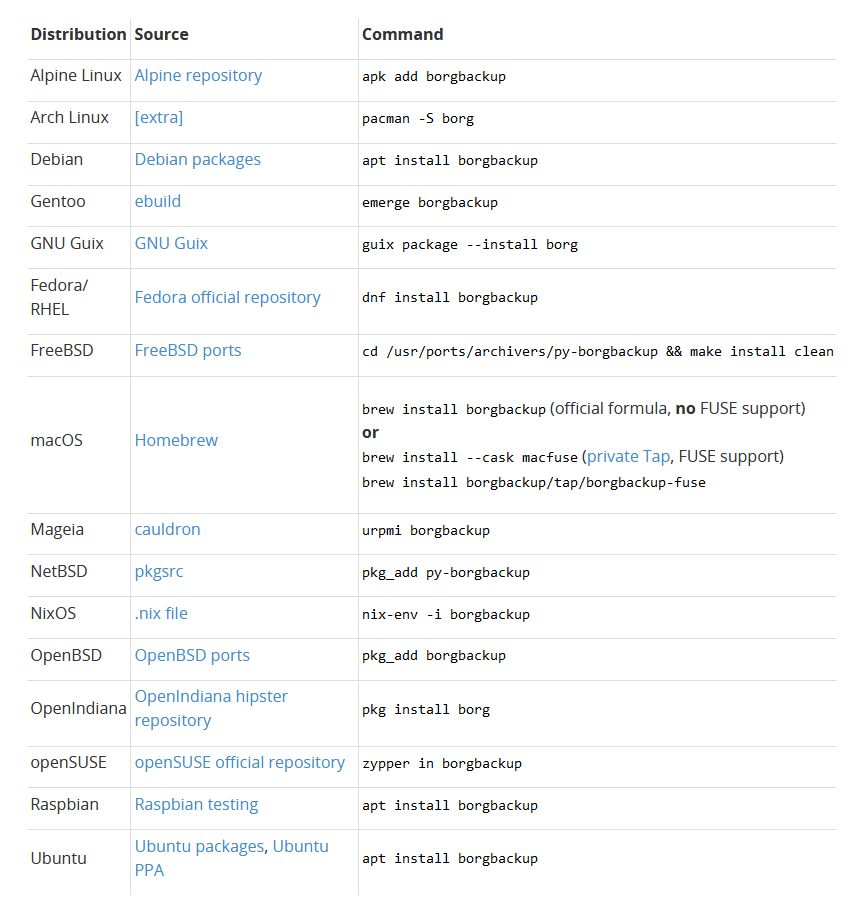 Distribution Source Command
Alpine Linux Alpine repository apk add borgbackup
Arch Linux [extra] pacman -S borg
Debian Debian packages apt install borgbackup
Gentoo ebuild emerge borgbackup
GNU Guix GNU Guix guix package --install borg
Fedora/
RHEL Fedora official repository dnf install borgbackup
FreeBSD FreeBSD ports cd /usr/ports/archivers/py-borgbackup && make install clean
macOS Homebrew brew install borgbackup (official formula, no FUSE support)
or
brew install --cask macfuse (private Tap, FUSE support)
brew install borgbackup/tap/borgbackup-fuse
Mageia cauldron urpmi borgbackup
NetBSD pkgsrc pkg_add py-borgbackup
NixOS .nix file nix-env -i borgbackup
OpenBSD OpenBSD ports pkg_add borgbackup
OpenIndiana OpenIndiana hipster
repository pkg install borg
openSUSE openSUSE official repository zypper in borgbackup
Raspbian Raspbian testing apt install borgbackup
Ubuntu Ubuntu packages, Ubuntu
PPA apt install borgbackup